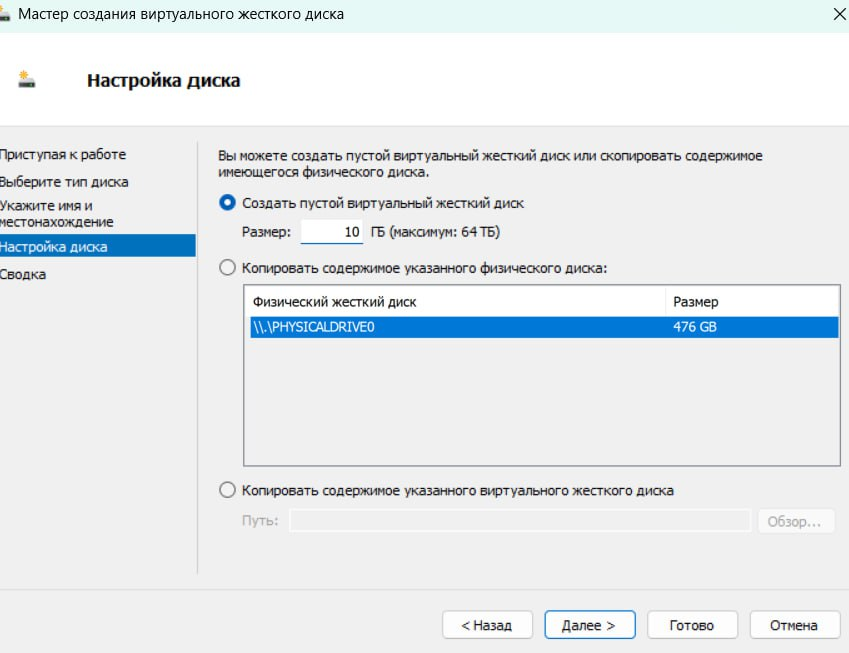 Мастер создания виртуального жесткого диска
Настройка диска
Приступая к работе
Выберите тип диска
Укажите имя и
местонахождение
Настройка диска
Сводка
Вы можете создать пустой виртуальный жесткий диск или скопировать содержимое
имеющегося физического диска.
Создать пустой виртуальный жесткий диск
Размер: 10 ГБ (максимум: 64 ТБ)
Копировать содержимое указанного физического диска:
Физический жесткий диск Размер
\\.\PHYSICALDRIVE0 476 GB
Копировать содержимое указанного виртуального жесткого диска
Путь: Обзор...
< Назад Далее > Готово Отмена